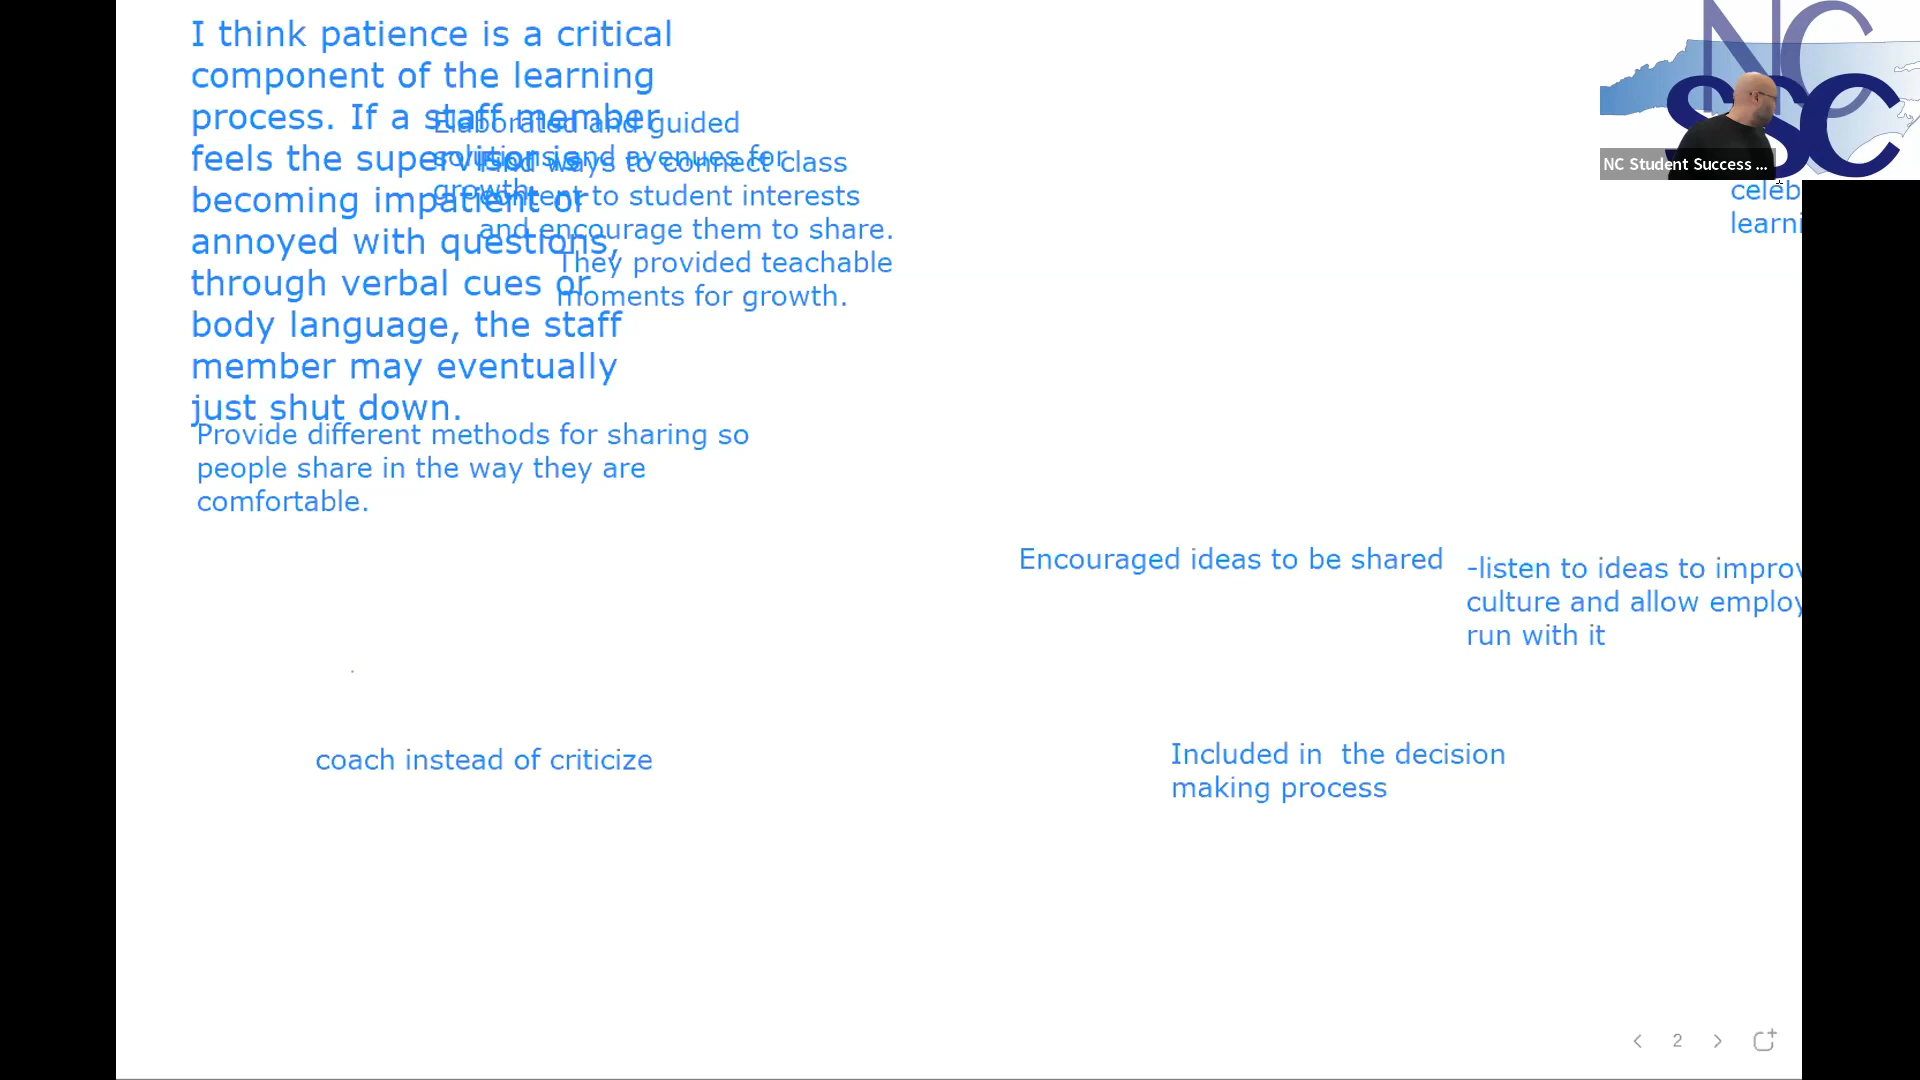 I think patience is a critical
component of the learning
process. If a staff member
feels the supervisor is
becoming impatient or
annoyed with questions,
through verbal cues or
body language, the staff
member may eventually
just shut down.
Elaborated and guided
solutions and avenues for
growth.
Find ways to connect class
content to student interests
and encourage them to share.
They provided teachable
moments for growth.
Provide different methods for sharing so
people share in the way they are
comfortable.
Encouraged ideas to be shared
-listen to ideas to improv
culture and allow employ
run with it
coach instead of criticize
Included in  the decision
making process
NC
SSC
NC Student Success ...
celeb
learni
2